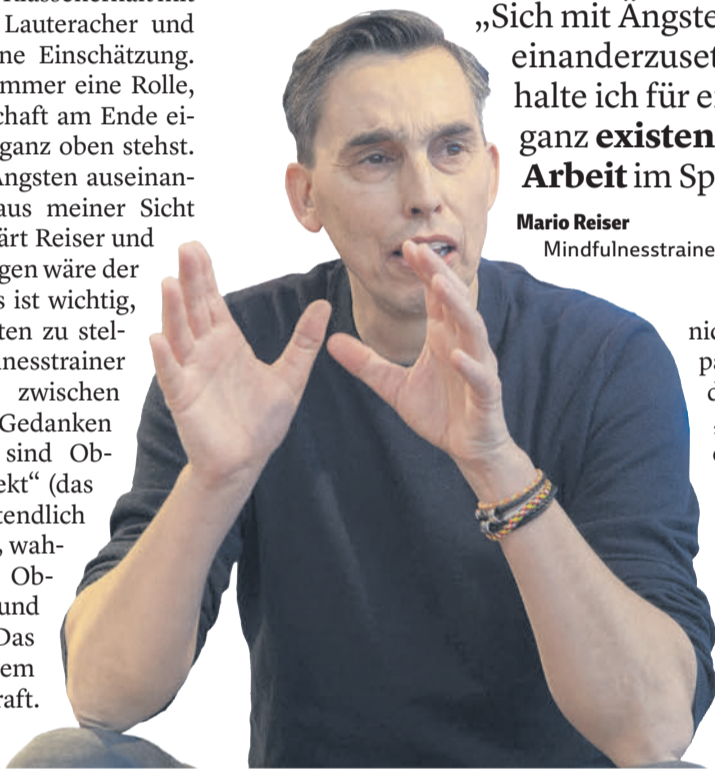 Lauteracher und
ne Einschätzung.
mmer eine Rolle,
chaft am Ende ei-
ganz oben stehst.
Ängsten auseinan-
aus meiner Sicht
ärt Reiser und
gen wäre der
s ist wichtig,
ten zu stel-
nesstrainer
zwischen
Gedanken
sind Ob-
ekt“ (das
tendlich
, wah-
Ob-
und
Das
em
raft.
„Sich mit Ängste
einanderzuset
halte ich für e
ganz existen
Arbeit im Sp
Mario Reiser
Mindfulnesstraine
nic
pa
d